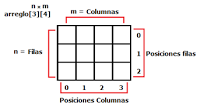 n x m
arreglo[3][4]
m = Columnas
n = Filas
0
1
2
Posiciones filas
0 1 2 3
Posiciones Columnas